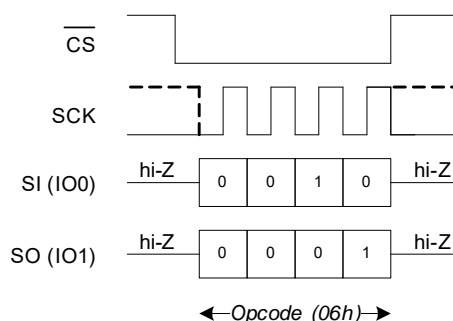 CS
SCK
SI (IO0) hi-Z 0 0 1 0 hi-Z
SO (IO1) hi-Z 0 0 0 1 hi-Z
Opcode (06h)